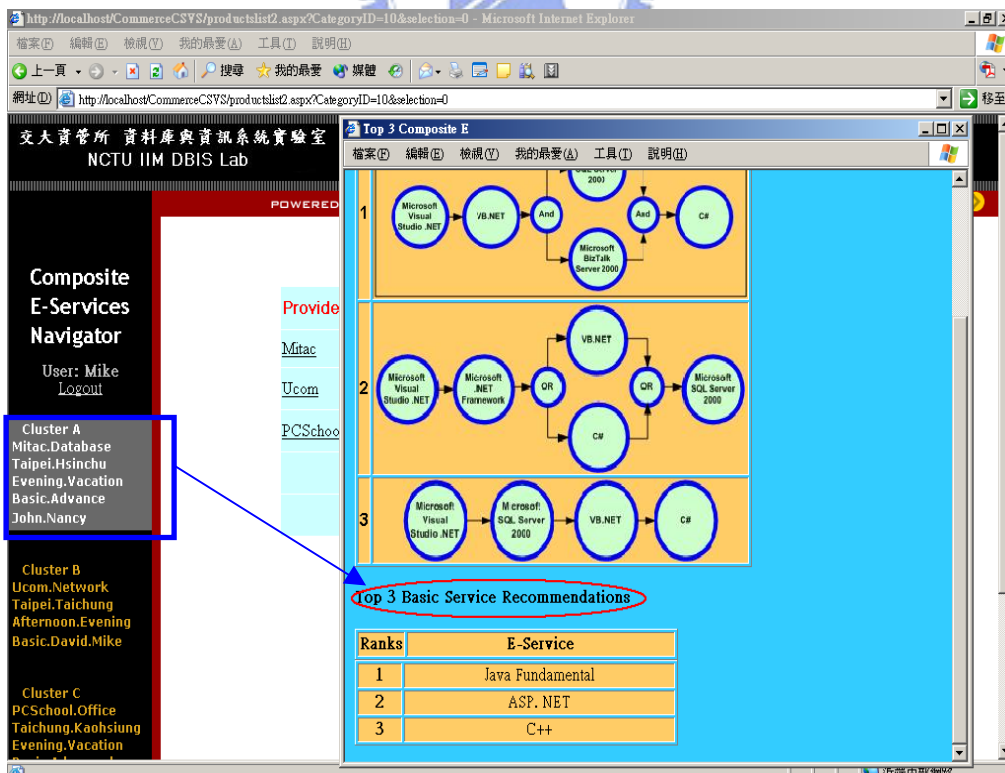 http://localhost/CommerceCSVS/productslist2.aspx?CategoryID=10&selection=0 - Microsoft Internet Explorer
檔案(F) 編輯(E) 檢視(V) 我的最愛(A) 工具(T) 說明(H)
上一頁 搜尋 我的最愛 媒體
網址(D) http://localhost/CommerceCSVS/productslist2.aspx?CategoryID=10&selection=0 移至
交大資管所 資料庫與資訊系統實驗室
NCTU IIM DBIS Lab
POWERED
Composite
E-Services
Navigator
User: Mike
Logout
Cluster A
Mitac.Database
Taipei.Hsinchu
Evening.Vacation
Basic.Advance
John.Nancy
Cluster B
Ucom.Network
Taipei.Taichung
Afternoon.Evening
Basic.David.Mike
Cluster C
PCSchool.Office
Taichung.Kaohsiung
Evening.Vacation
Provide
Mitac
Ucom
PCSchoo
Top 3 Composite E
檔案(F) 編輯(E) 檢視(V) 我的最愛(A) 工具(T) 說明(H)
1
Microsoft
Visual
Studio .NET
VB.NET
And
2000
Microsoft
BizTalk
Server 2000
And
C#
2
Microsoft
Visual
Studio .NET
Microsoft
.NET
Framework
OR
VB.NET
C#
OR
Microsoft
SQL Server
2000
3
Microsoft
Visual
Studio .NET
Microsoft
SQL Server
2000
VB.NET
C#
Top 3 Basic Service Recommendations
Ranks E-Service
1 Java Fundamental
2 ASP. NET
3 C++